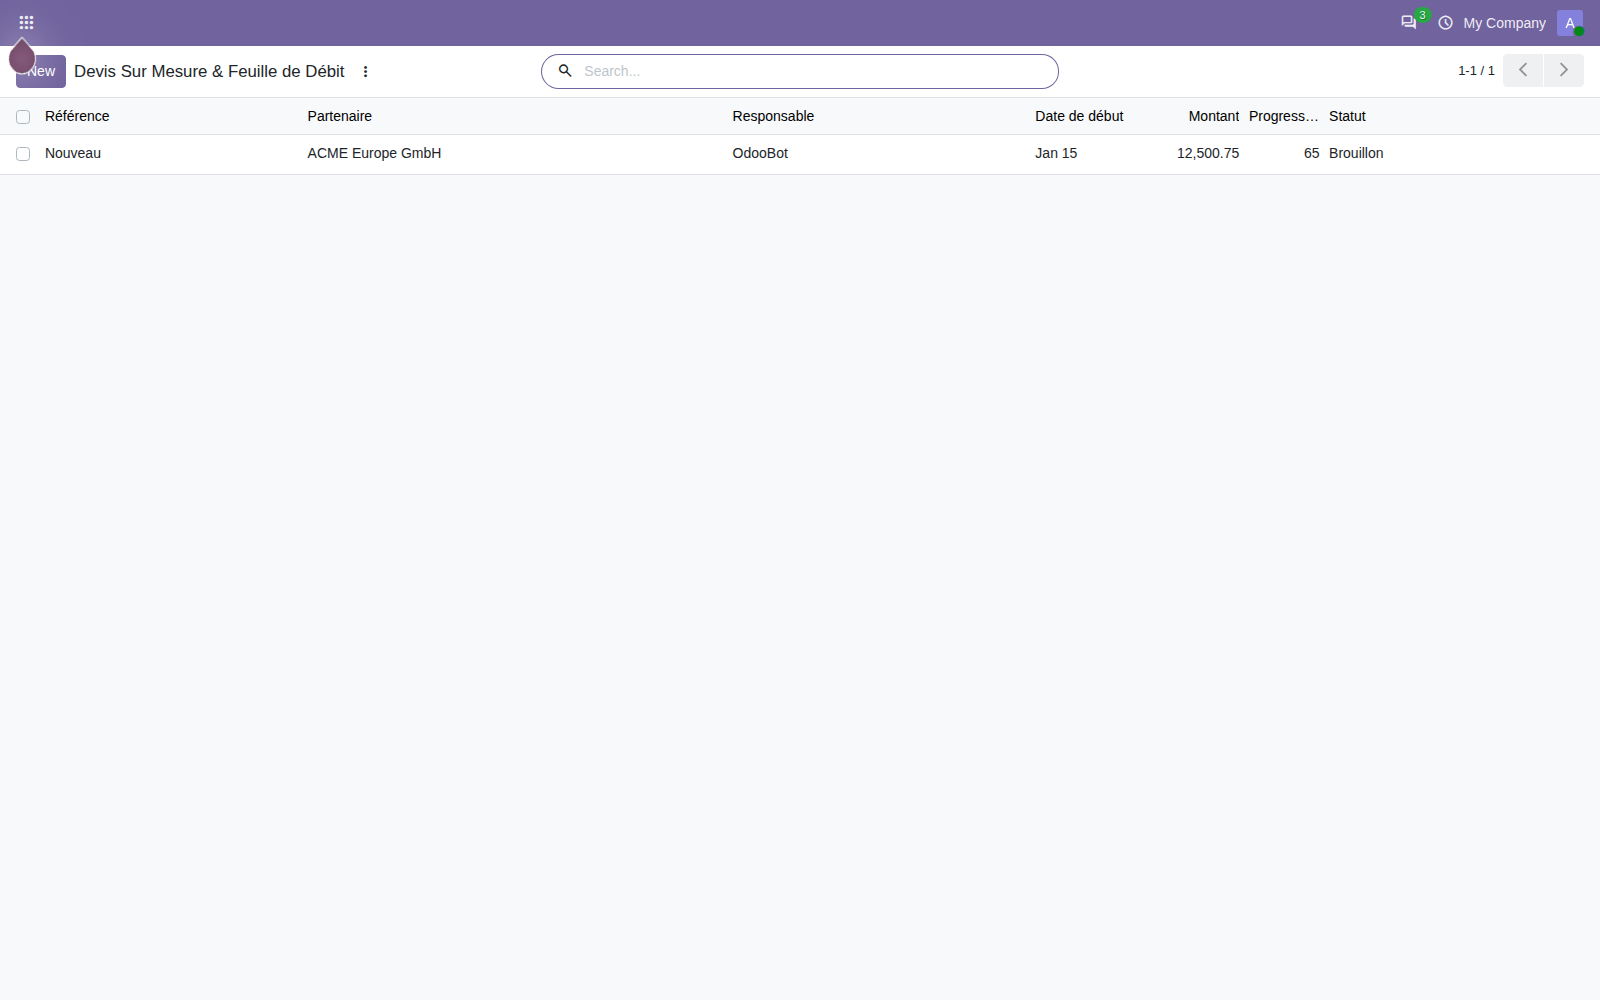 3
My Company
A
New
Devis Sur Mesure & Feuille de Débit
Search...
1-1 / 1
Référence Partenaire Responsable Date de début Montant Progress... Statut
Nouveau ACME Europe GmbH OdooBot Jan 15 12,500.75 65 Brouillon